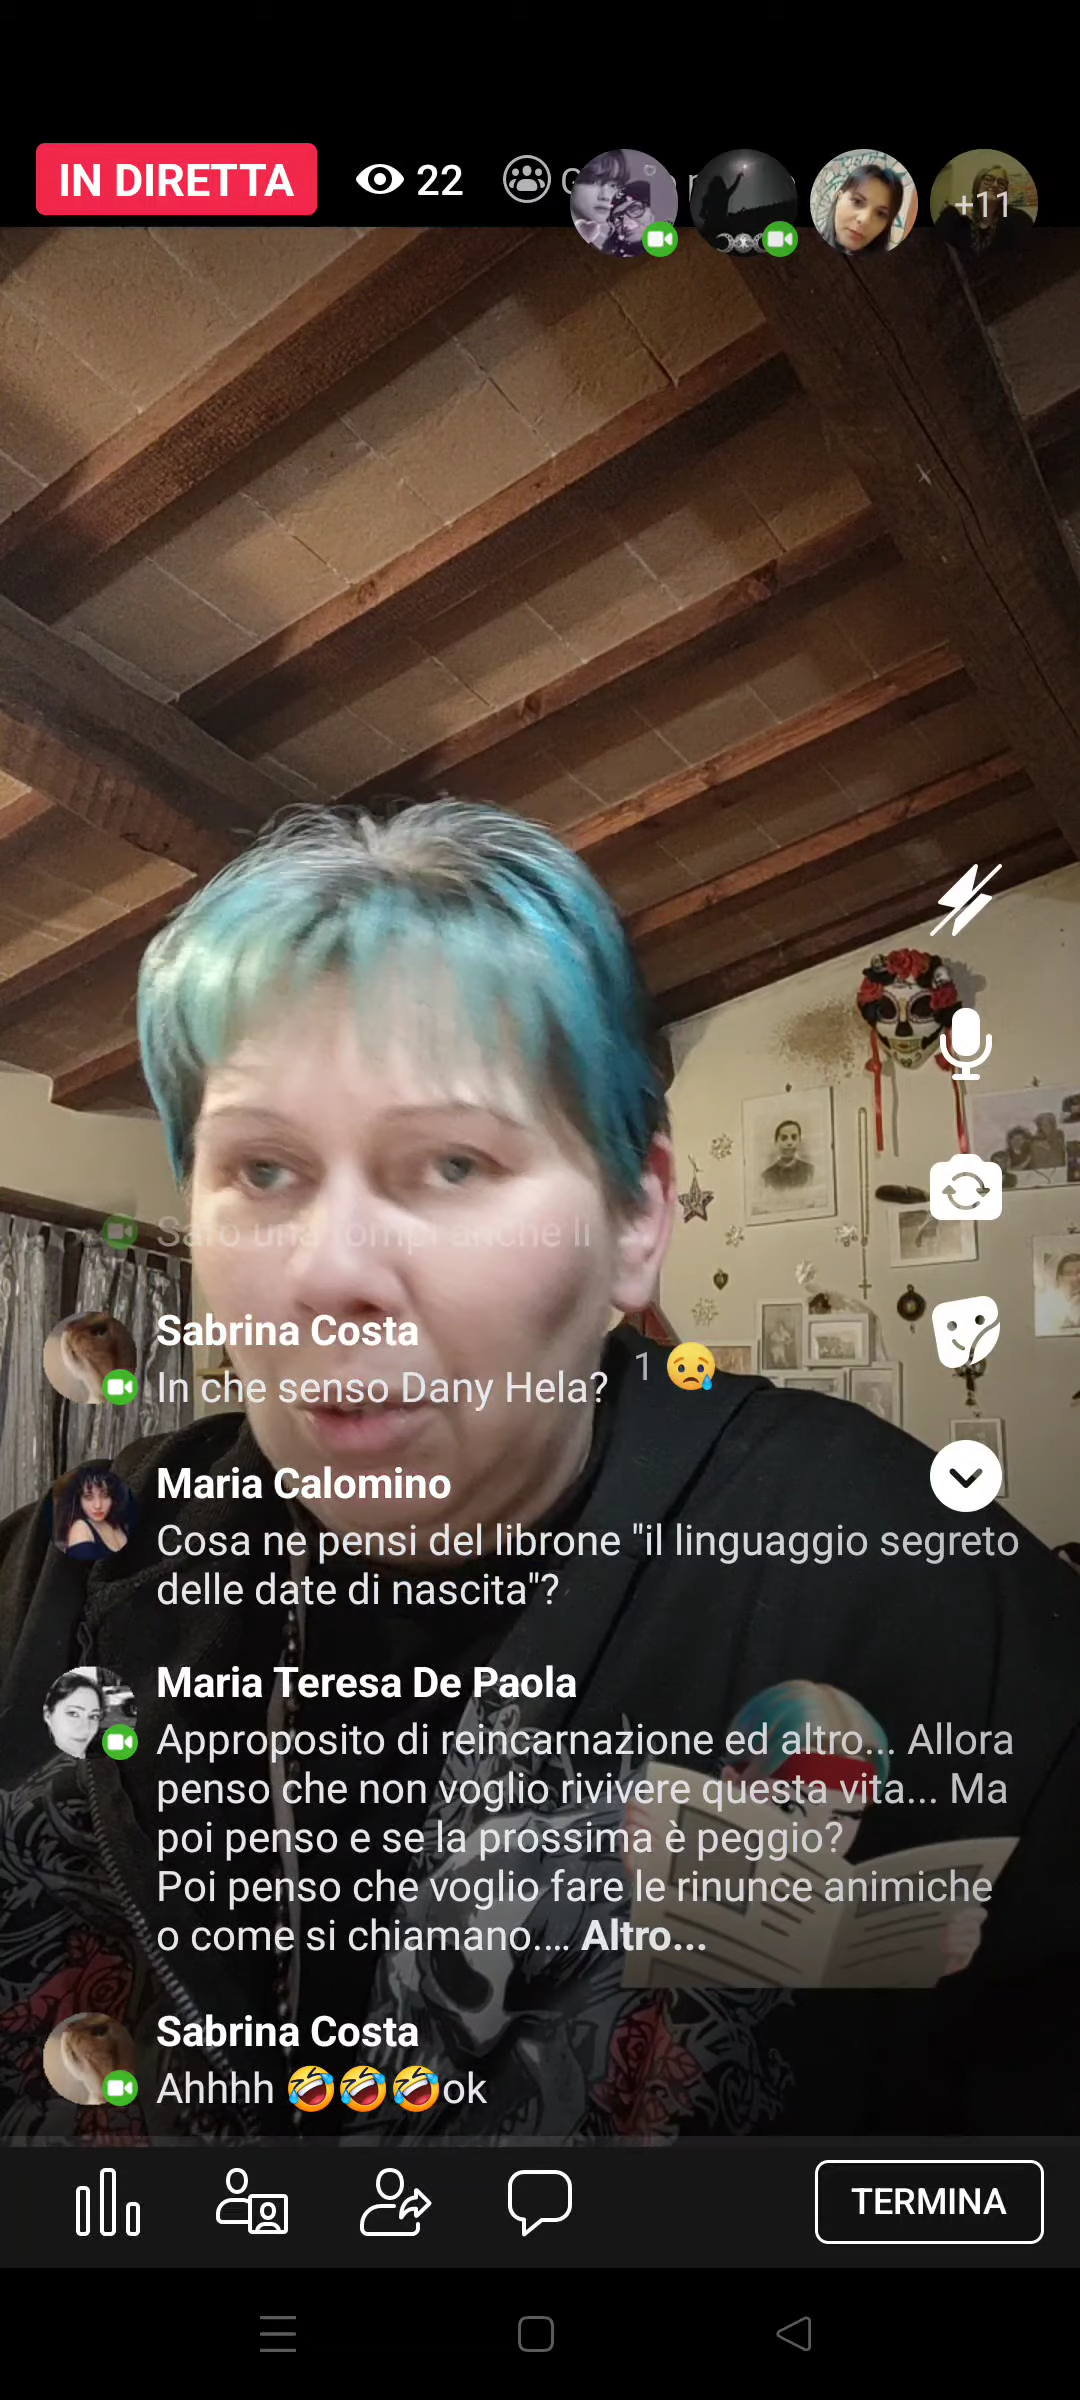 IN DIRETTA
22
+11
Sarò una rompi anche lì
Sabrina Costa
In che senso Dany Hela?
1
Maria Calomino
Cosa ne pensi del librone "il linguaggio segreto
delle date di nascita"?
Maria Teresa De Paola
Approposito di reincarnazione ed altro... Allora
penso che non voglio rivivere questa vita... Ma
poi penso e se la prossima è peggio?
Poi penso che voglio fare le rinunce animiche
o come si chiamano.... Altro...
Sabrina Costa
Ahhhh 🤣🤣🤣ok
TERMINA